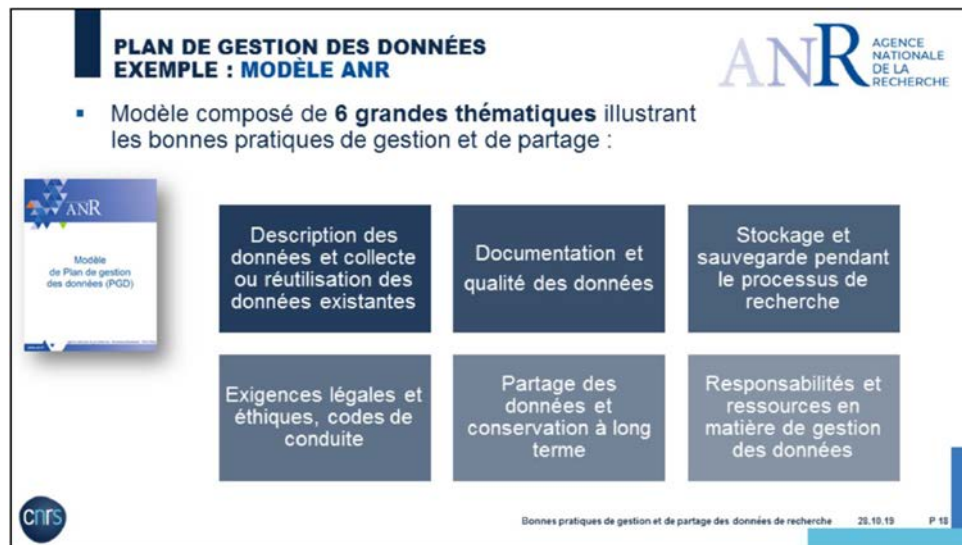 PLAN DE GESTION DES DONNÉES
EXEMPLE : MODÈLE ANR
ANR
AGENCE
NATIONALE
DE LA
RECHERCHE
Modèle composé de 6 grandes thématiques illustrant
les bonnes pratiques de gestion et de partage :
ANR
Modèle
de Plan de gestion
des données (PGD)
Description des
données et collecte
ou réutilisation des
données existantes
Documentation et
qualité des données
Stockage et
sauvegarde pendant
le processus de
recherche
Exigences légales et
éthiques, codes de
conduite
Partage des
données et
conservation à long
terme
Responsabilités et
ressources en
matière de gestion
des données
cnrs
Bonnes pratiques de gestion et de partage des données de recherche 28.10.19 P 18